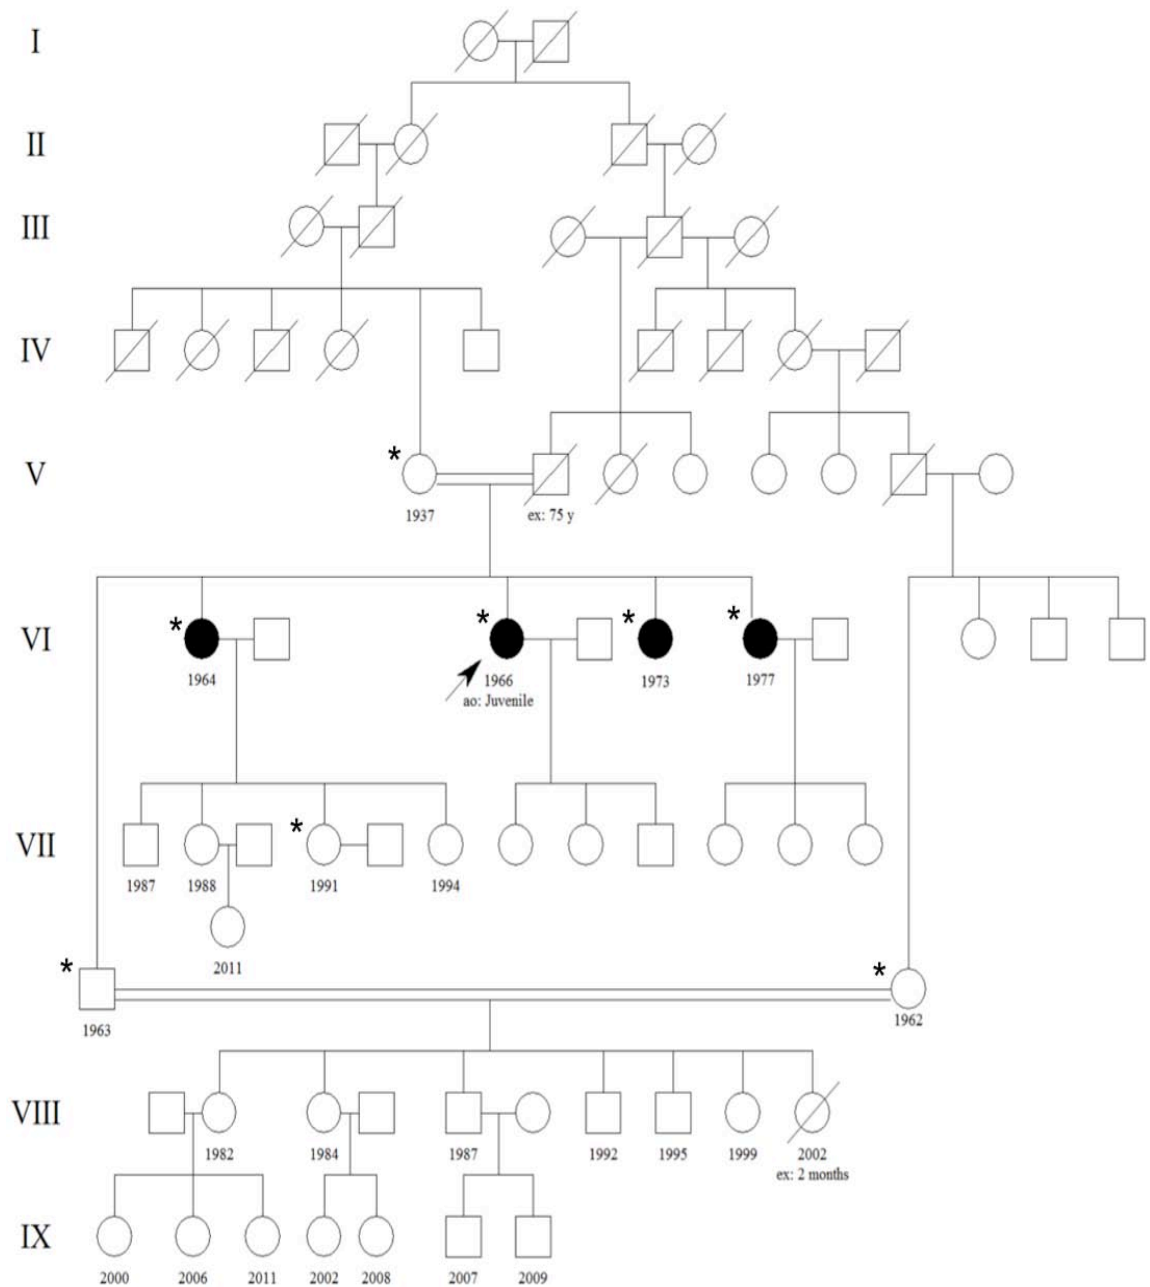 I
II
III
IV
*
V
1937 ex: 75 y
* * * *
VI
1964 1966 1973 1977
ao: Juvenile
*
VII
1987 1988 1991 1994
2011
* *
1963 1962
VIII
1982 1984 1987 1992 1995 1999 2002
ex: 2 months
IX
2000 2006 2011 2002 2008 2007 2009